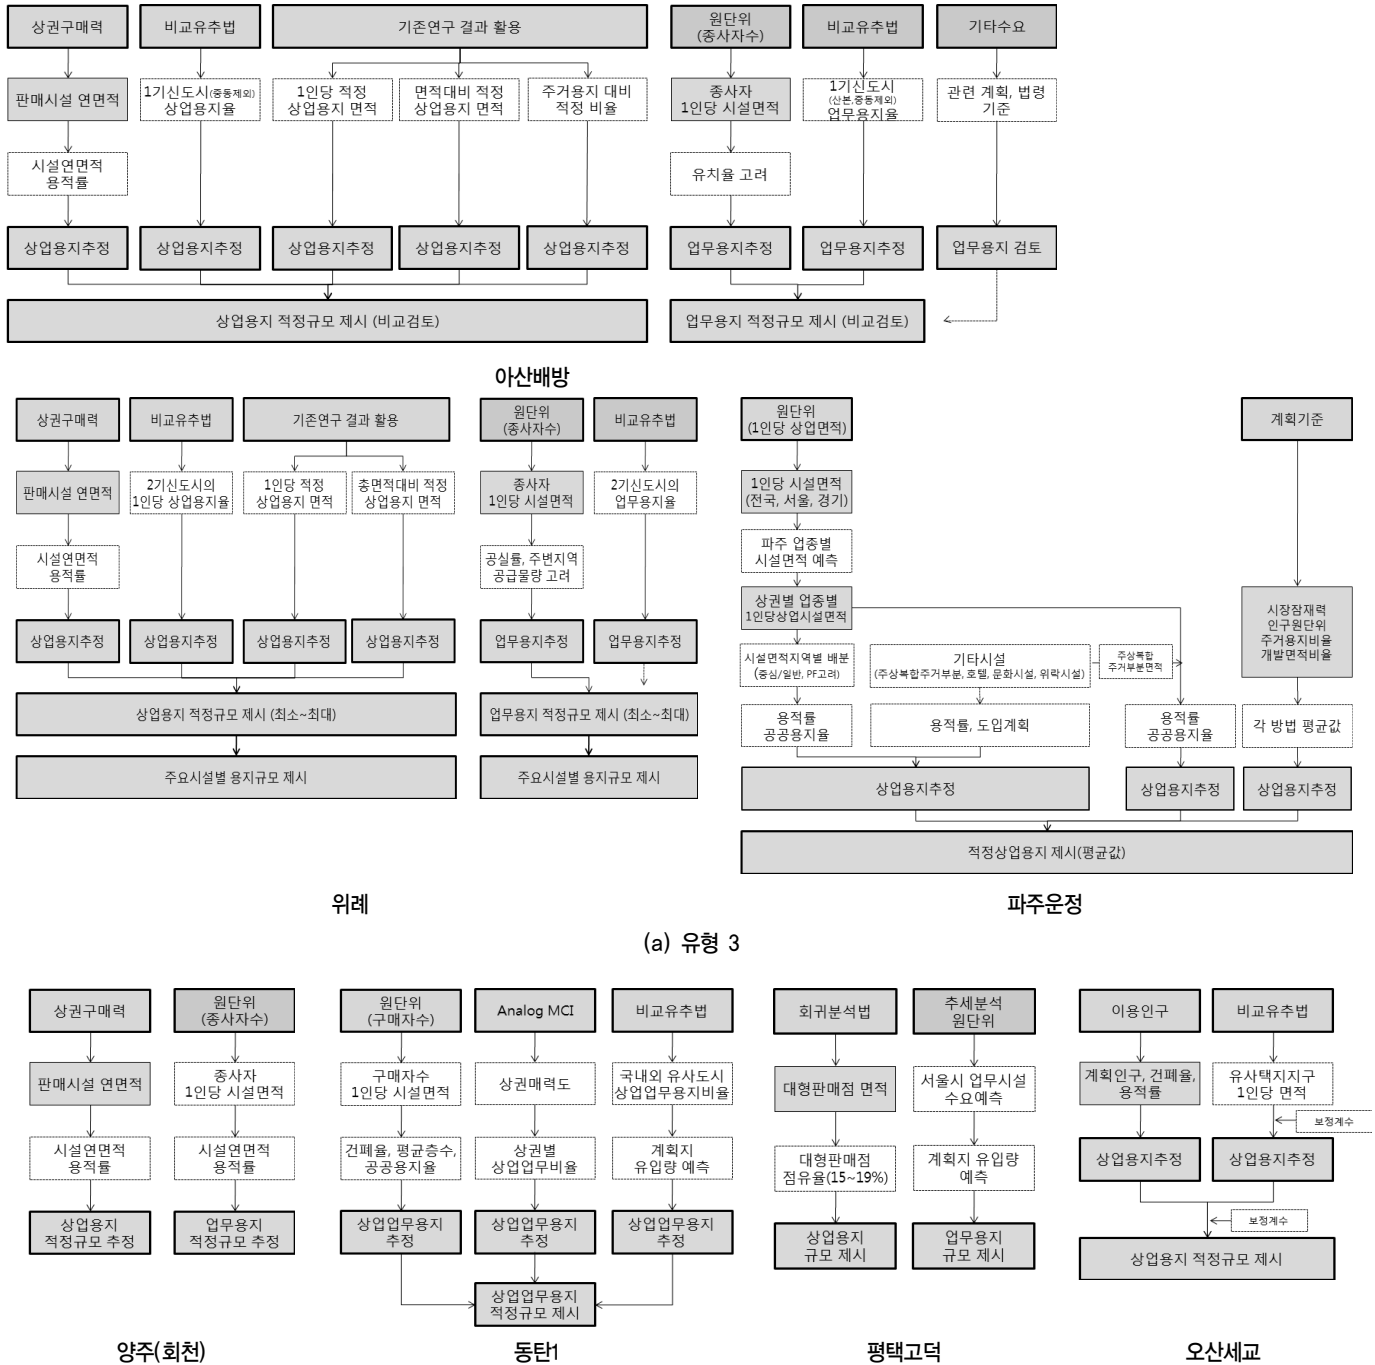 상권구매력
비교유추법
기존연구 결과 활용
원단위
(종사자수)
비교유추법
기타수요
판매시설 연면적
1기신도시(중동제외)
상업용지율
1인당 적정
상업용지 면적
면적대비 적정
상업용지 면적
주거용지 대비
적정 비율
종사자
1인당 시설면적
1기신도시
(산본,중동제외)
업무용지율
관련 계획, 법령
기준
시설연면적
용적률
유치율 고려
상업용지추정
상업용지추정
상업용지추정
상업용지추정
상업용지추정
업무용지추정
업무용지추정
업무용지 검토
상업용지 적정규모 제시 (비교검토)
업무용지 적정규모 제시 (비교검토)
아산배방
상권구매력
비교유추법
기존연구 결과 활용
원단위
(종사자수)
비교유추법
판매시설 연면적
2기신도시의
1인당 상업용지율
1인당 적정
상업용지 면적
총면적대비 적정
상업용지 면적
종사자
1인당 시설면적
2기신도시의
업무용지율
시설연면적
용적률
공실률, 주변지역
공급물량 고려
상업용지추정
상업용지추정
상업용지추정
상업용지추정
업무용지추정
업무용지추정
상업용지 적정규모 제시 (최소~최대)
업무용지 적정규모 제시 (최소~최대)
주요시설별 용지규모 제시
주요시설별 용지규모 제시
위례
원단위
(1인당 상업면적)
계획기준
1인당 시설면적
(전국, 서울, 경기)
파주 업종별
시설면적 예측
상권별 업종별
1인당상업시설면적
시장잠재력
인구원단위
주거용지비율
개발면적비율
시설면적지역별 배분
(중심/일반, PF고려)
기타시설
(주상복합주거부분, 호텔, 문화시설, 위락시설)
주상복합
주거부분면적
용적률
공공용지율
용적률, 도입계획
용적률
공공용지율
각 방법 평균값
상업용지추정
상업용지추정
상업용지추정
적정상업용지 제시(평균값)
파주운정
(a) 유형 3
상권구매력
원단위
(종사자수)
판매시설 연면적
종사자
1인당 시설면적
시설연면적
용적률
시설연면적
용적률
상업용지
적정규모 추정
업무용지
적정규모 추정
양주(회천)
원단위
(구매자수)
Analog MCI
비교유추법
구매자수
1인당 시설면적
상권매력도
국내외 유사도시
상업업무용지비율
건폐율, 평균층수,
공공용지율
상권별
상업업무비율
계획지
유입량 예측
상업업무용지
추정
상업업무용지
추정
상업업무용지
추정
상업업무용지
적정규모 제시
동탄1
회귀분석법
추세분석
원단위
대형판매점 면적
서울시 업무시설
수요예측
대형판매점
점유율(15~19%)
계획지 유입량
예측
상업용지
규모 제시
업무용지
규모 제시
평택고덕
이용인구
비교유추법
계획인구, 건폐율,
용적률
유사택지지구
1인당 면적
보정계수
상업용지추정
상업용지추정
보정계수
상업용지 적정규모 제시
오산세교